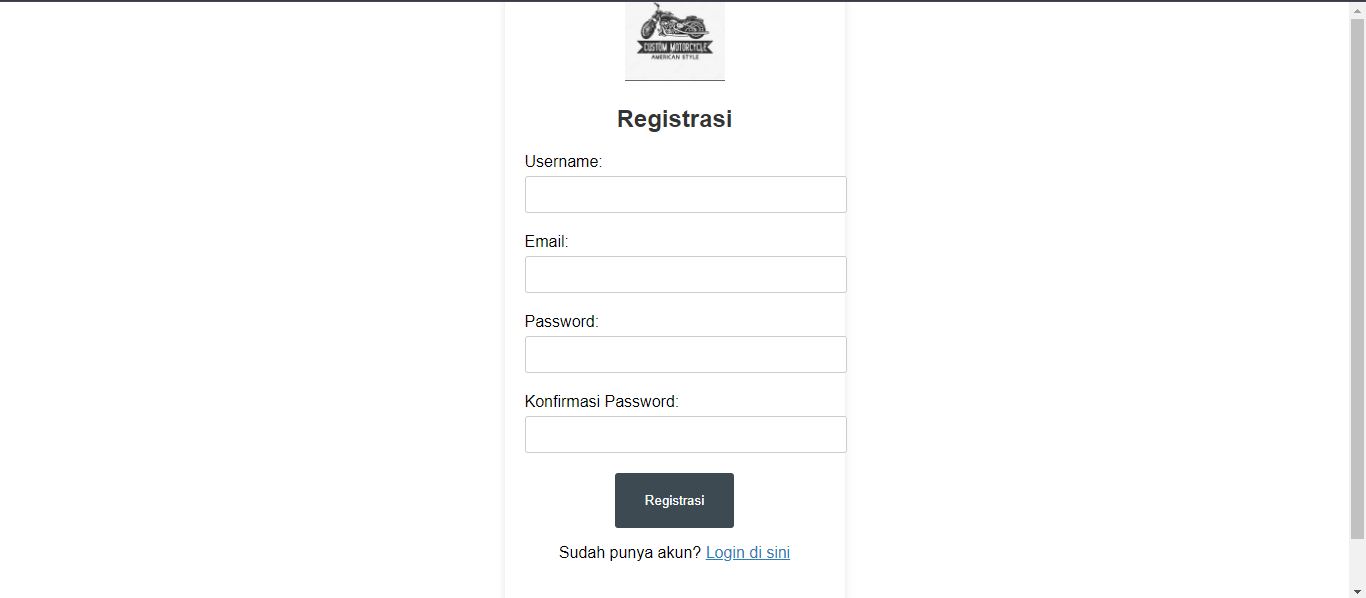 CUSTOM MOTORCYCLE
AMERICAN STYLE
Registrasi
Username:
Email:
Password:
Konfirmasi Password:
Registrasi
Sudah punya akun? Login di sini